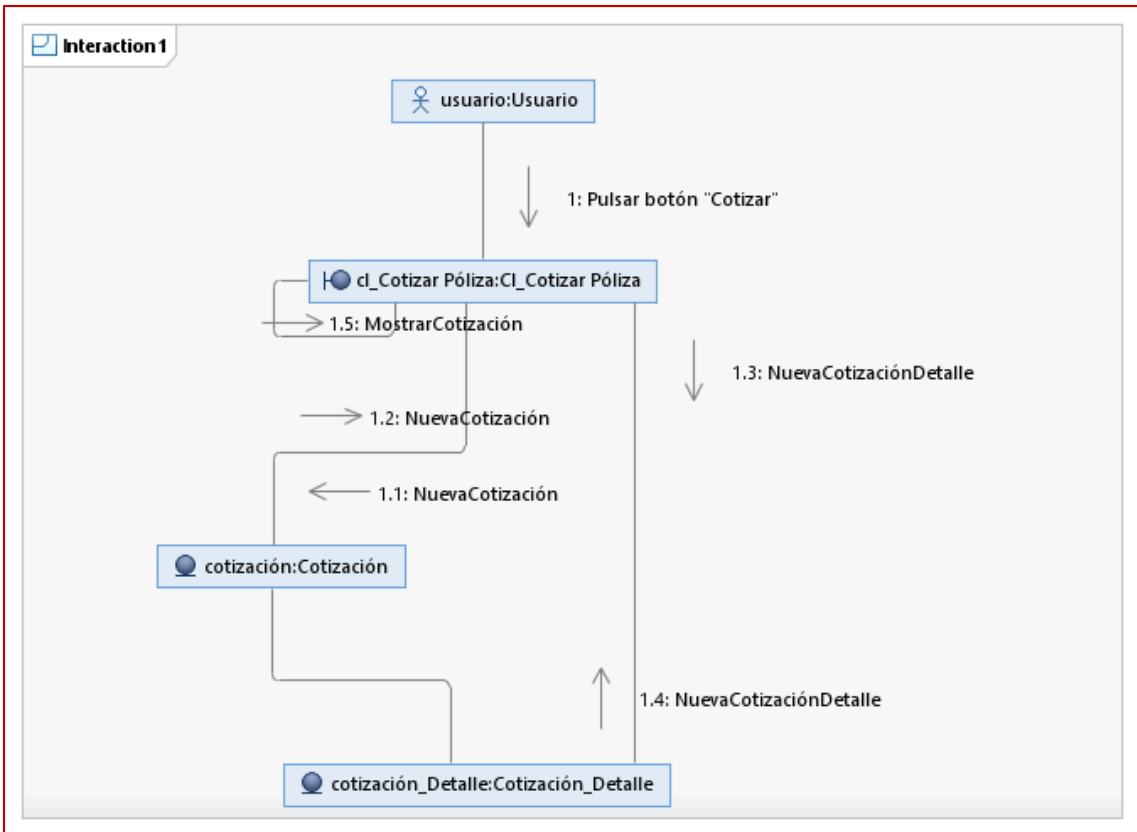 Interaction1
usuario:Usuario
1: Pulsar botón "Cotizar"
cl_Cotizar Póliza:Cl_Cotizar Póliza
1.5: MostrarCotización
1.3: NuevaCotizaciónDetalle
1.2: NuevaCotización
1.1: NuevaCotización
cotización:Cotización
1.4: NuevaCotizaciónDetalle
cotización_Detalle:Cotización_Detalle